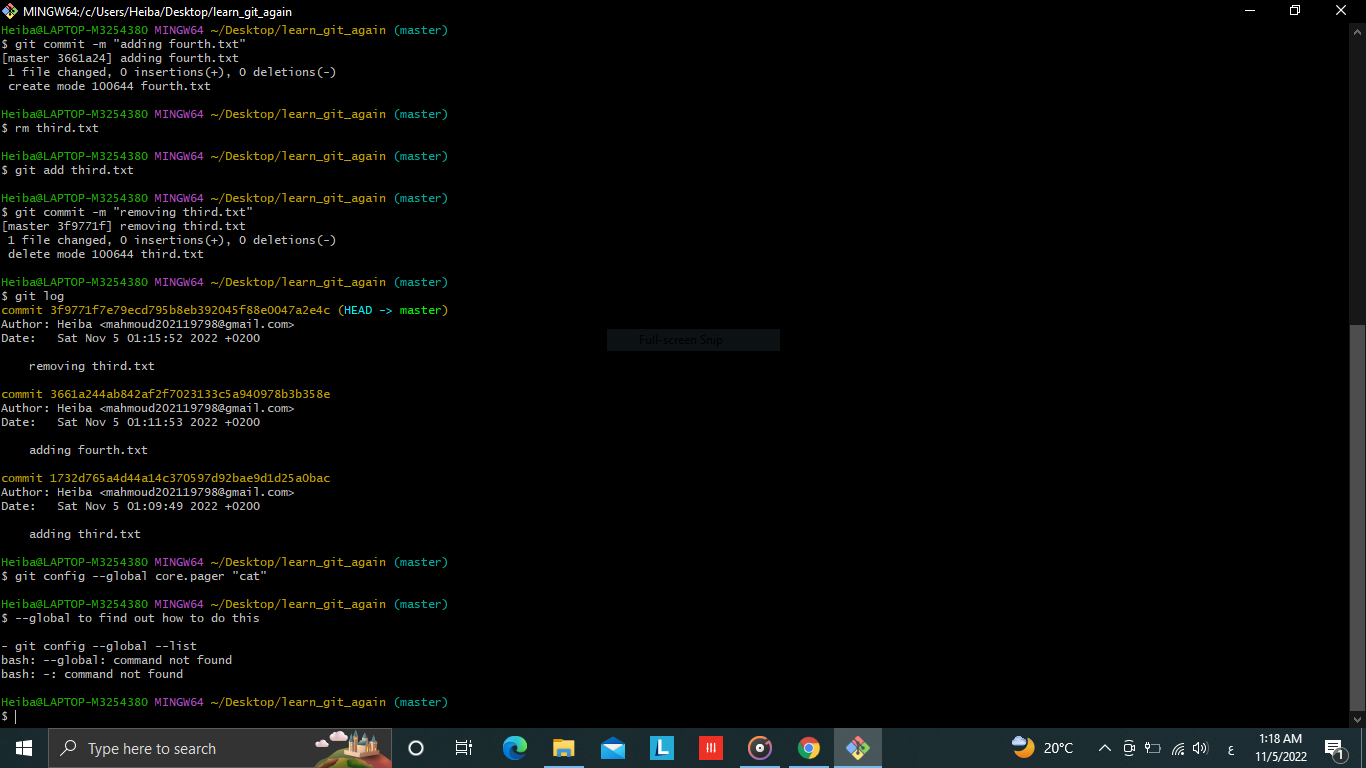 MINGW64:/c/Users/Heiba/Desktop/learn_git_again
Heiba@LAPTOP-M3254380 MINGW64 ~/Desktop/learn_git_again (master)
$ git commit -m "adding fourth.txt"
[master 3661a24] adding fourth.txt
 1 file changed, 0 insertions(+), 0 deletions(-)
 create mode 100644 fourth.txt
Heiba@LAPTOP-M3254380 MINGW64 ~/Desktop/learn_git_again (master)
$ rm third.txt
Heiba@LAPTOP-M3254380 MINGW64 ~/Desktop/learn_git_again (master)
$ git add third.txt
Heiba@LAPTOP-M3254380 MINGW64 ~/Desktop/learn_git_again (master)
$ git commit -m "removing third.txt"
[master 3f9771f] removing third.txt
 1 file changed, 0 insertions(+), 0 deletions(-)
 delete mode 100644 third.txt
Heiba@LAPTOP-M3254380 MINGW64 ~/Desktop/learn_git_again (master)
$ git log
commit 3f9771f7e79ecd795b8eb392045f88e0047a2e4c (HEAD -> master)
Author: Heiba <mahmoud202119798@gmail.com>
Date:   Sat Nov 5 01:15:52 2022 +0200
Full-screen Snip
    removing third.txt
commit 3661a244ab842af2f7023133c5a940978b3b358e
Author: Heiba <mahmoud202119798@gmail.com>
Date:   Sat Nov 5 01:11:53 2022 +0200
    adding fourth.txt
commit 1732d765a4d44a14c370597d92bae9d1d25a0bac
Author: Heiba <mahmoud202119798@gmail.com>
Date:   Sat Nov 5 01:09:49 2022 +0200
    adding third.txt
Heiba@LAPTOP-M3254380 MINGW64 ~/Desktop/learn_git_again (master)
$ git config --global core.pager "cat"
Heiba@LAPTOP-M3254380 MINGW64 ~/Desktop/learn_git_again (master)
$ --global to find out how to do this
- git config --global --list
bash: --global: command not found
bash: -: command not found
Heiba@LAPTOP-M3254380 MINGW64 ~/Desktop/learn_git_again (master)
$
Type here to search
L
20°C
ع
1:18 AM
11/5/2022
1